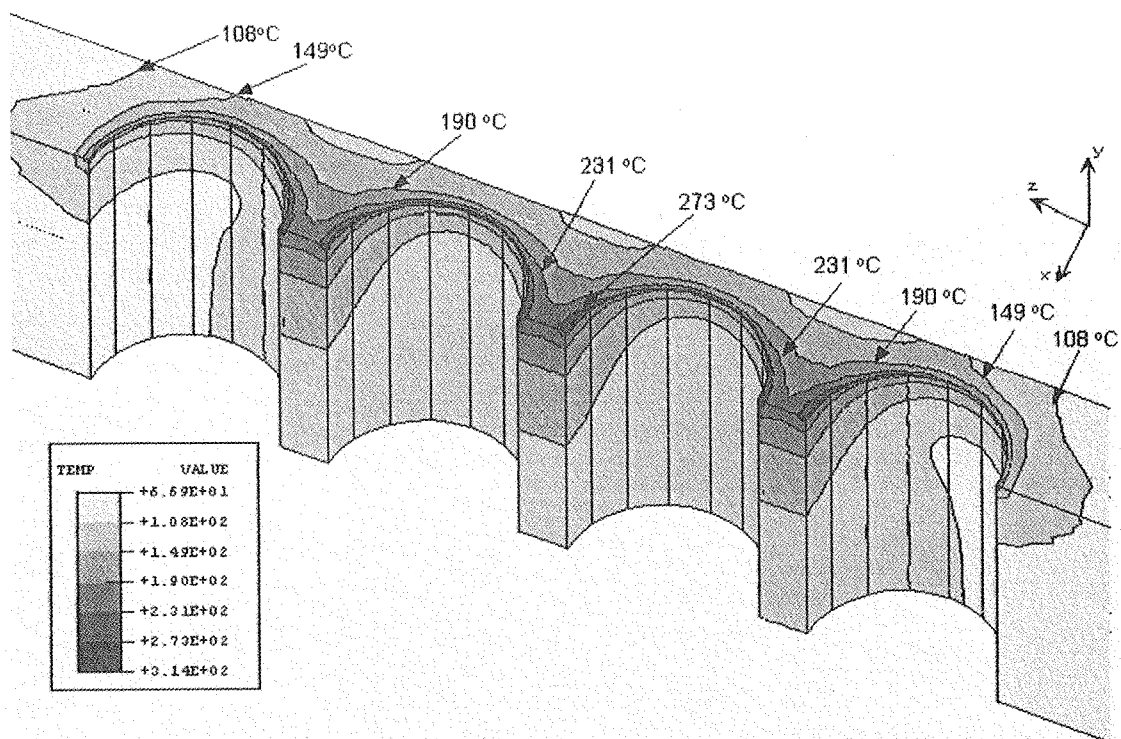 108°C
149°C
190 °C
231 °C
273 °C
231 °C
190 °C
149 °C
108 °C
y
z
x
TEMP VALUE
+6.69E+01
+1.08E+02
+1.49E+02
+1.90E+02
+2.31E+02
+2.73E+02
+3.14E+02